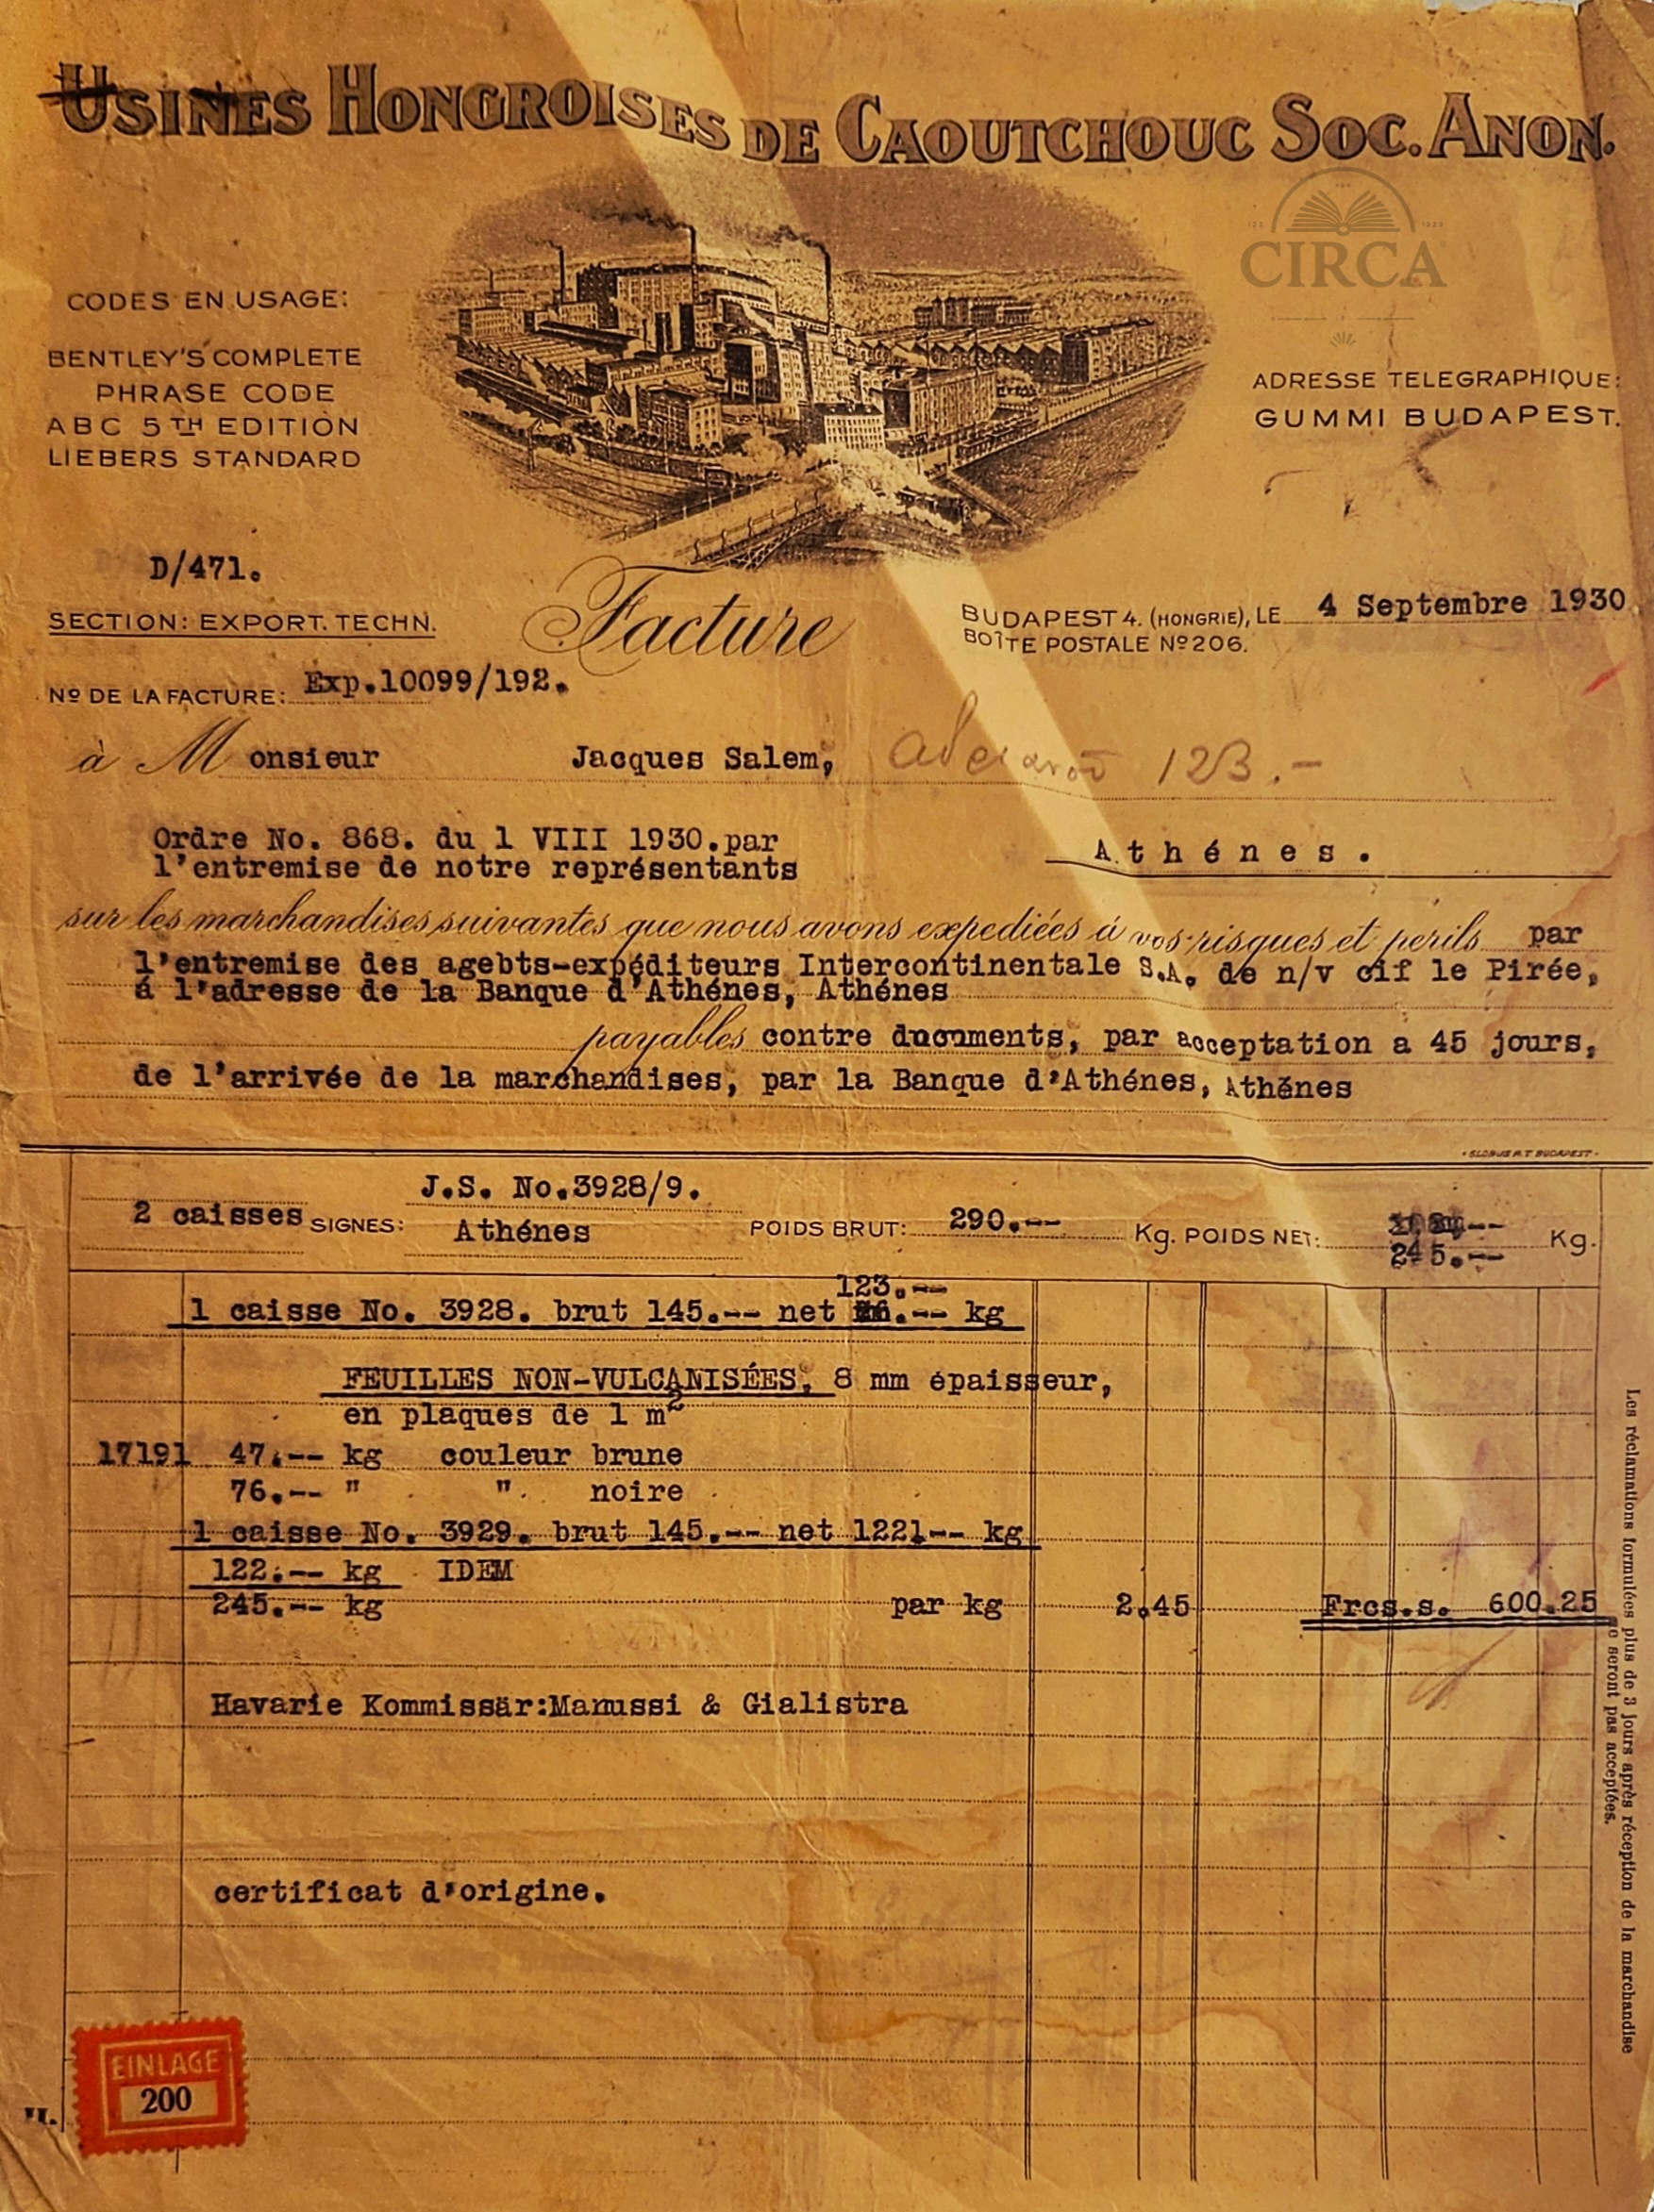 USINES HONGROISES DE CAOUTCHOUC SOC. ANON.
CIRCA
CODES EN USAGE:
BENTLEY'S COMPLETE
PHRASE CODE
ABC 5TH EDITION
LIEBERS STANDARD
ADRESSE TELEGRAPHIQUE:
GUMMI BUDAPEST.
D/471.
SECTION: EXPORT. TECHN.
Facture
BUDAPEST 4. (HONGRIE), LE 4 Septembre 1930
BOÎTE POSTALE Nº 206.
Nº DE LA FACTURE: Exp.10099/192.
à Monsieur Jacques Salem, 123.-
Ordre No. 868. du 1 VIII 1930.par
l'entremise de notre représentants
Athénes.
sur les marchandises suivantes que nous avons expediées á vos risques et perils par
l'entremise des agebts-expéditeurs Intercontinentale S.A. de n/v cif le Pirée,
á l'adresse de la Banque d'Athénes, Athénes
payables contre documents, par acceptation a 45 jours,
de l'arrivée de la marchandises, par la Banque d'Athénes, Athénes
GLOBUS R.T. BUDAPEST
2 caisses SIGNES: J.S. No.3928/9.
Athénes
POIDS BRUT: 290.-- Kg. POIDS NET: 245.-- Kg.
123.--
1 caisse No. 3928. brut 145.-- net .-- kg
FEUILLES NON-VULCANISÉES, 8 mm épaisseur,
en plaques de 1 m²
17191 47.-- kg couleur brune
76.-- " " noire
1 caisse No. 3929. brut 145.-- net 122.-- kg
122.-- kg IDEM
245.-- kg par kg 2.45 Frcs.s. 600.25
Havarie Kommissär:Manussi & Gialistra
certificat d'origine.
Les réclamations formulées plus de 3 jours après réception de la marchandise
ne seront pas acceptées.
EINLAGE
200